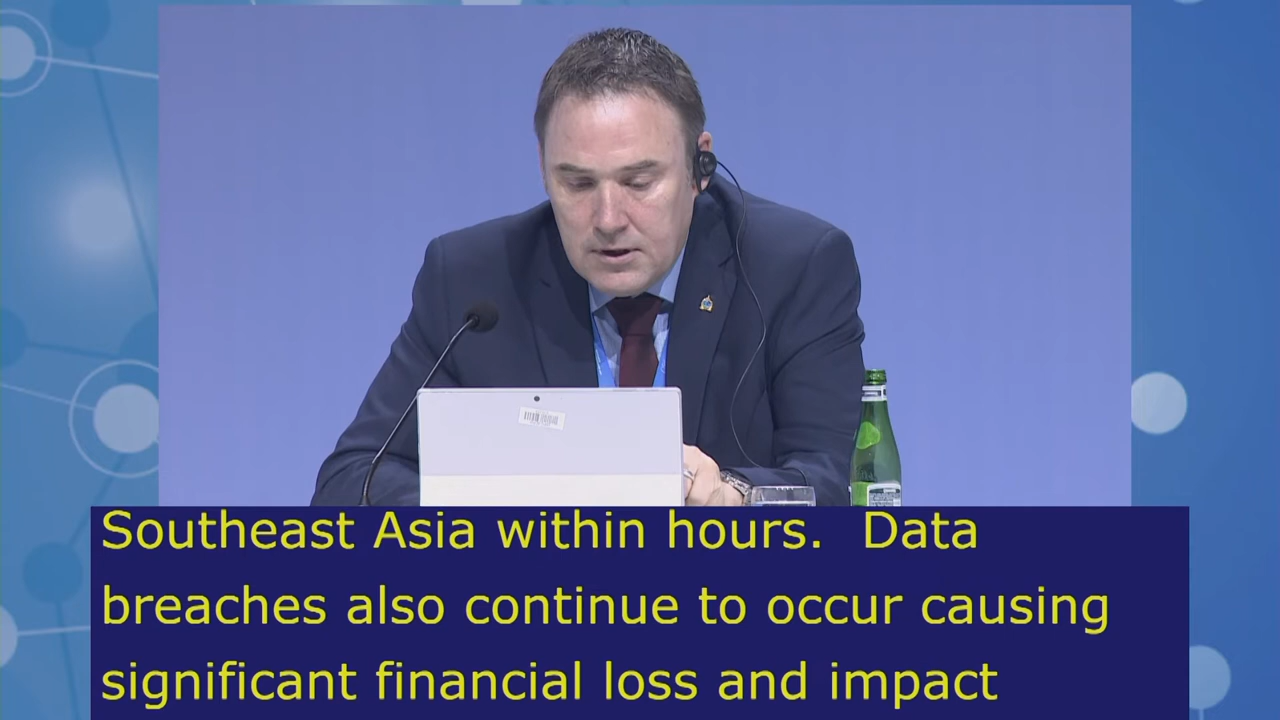 Southeast Asia within hours.  Data
breaches also continue to occur causing
significant financial loss and impact